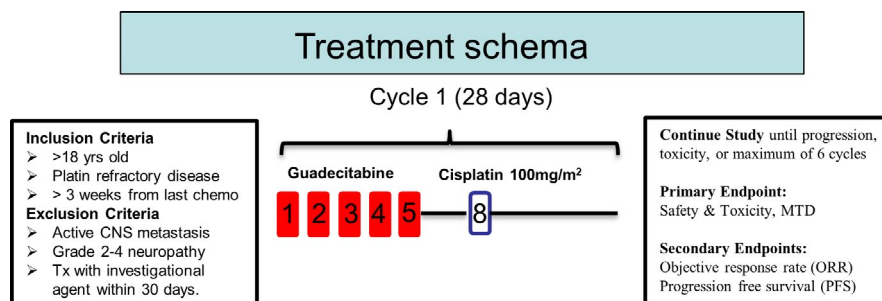 Treatment schema
Cycle 1 (28 days)
Inclusion Criteria
➢ >18 yrs old
➢ Platin refractory disease
➢ > 3 weeks from last chemo
Exclusion Criteria
➢ Active CNS metastasis
➢ Grade 2-4 neuropathy
➢ Tx with investigational
agent within 30 days.
Guadecitabine
Cisplatin 100mg/m²
1 2 3 4 5 8
Continue Study until progression,
toxicity, or maximum of 6 cycles
Primary Endpoint:
Safety & Toxicity, MTD
Secondary Endpoints:
Objective response rate (ORR)
Progression free survival (PFS)